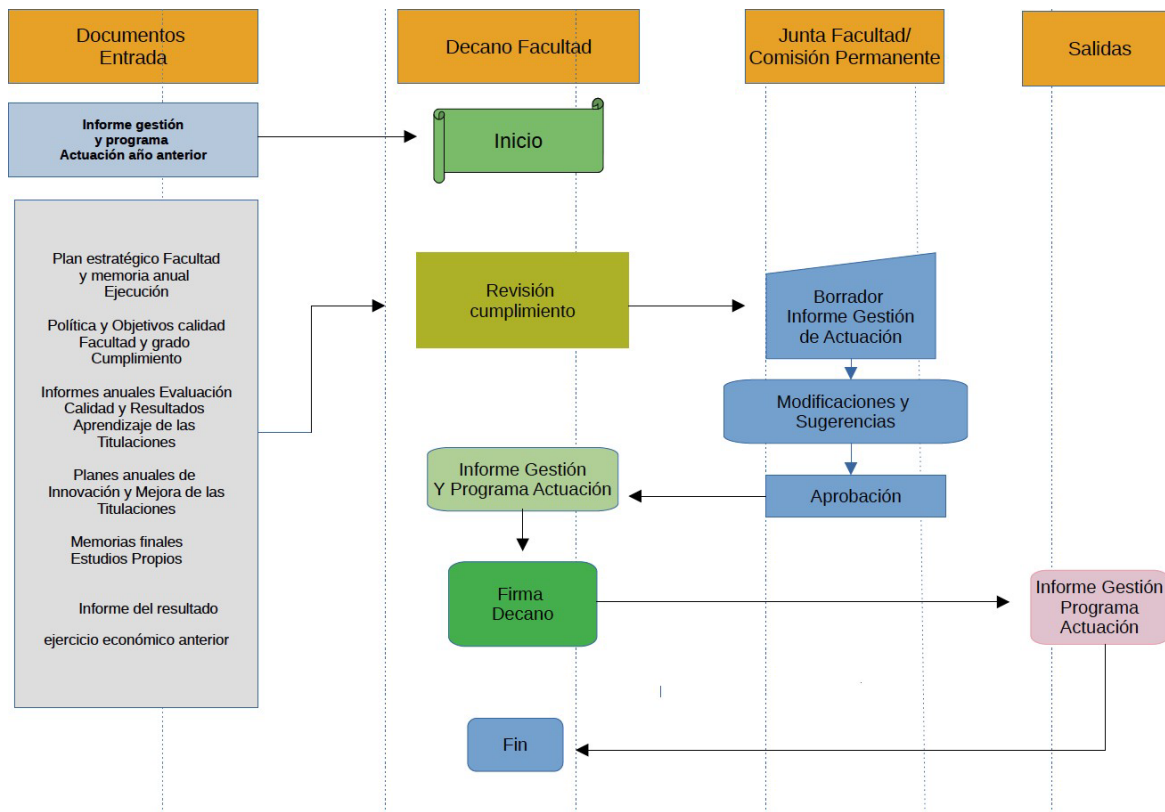 Documentos
Entrada
Decano Facultad
Junta Facultad/
Comisión Permanente
Salidas
Informe gestión
y programa
Actuación año anterior
Inicio
Plan estratégico Facultad
y memoria anual
Ejecución
Política y Objetivos calidad
Facultad y grado
Cumplimiento
Informes anuales Evaluación
Calidad y Resultados
Aprendizaje de las
Titulaciones
Planes anuales de
Innovación y Mejora de las
Titulaciones
Memorias finales
Estudios Propios
Informe del resultado
ejercicio económico anterior
Revisión
cumplimiento
Borrador
Informe Gestión
de Actuación
Modificaciones y
Sugerencias
Aprobación
Informe Gestión
Y Programa Actuación
Firma
Decano
Informe Gestión
Programa
Actuación
Fin